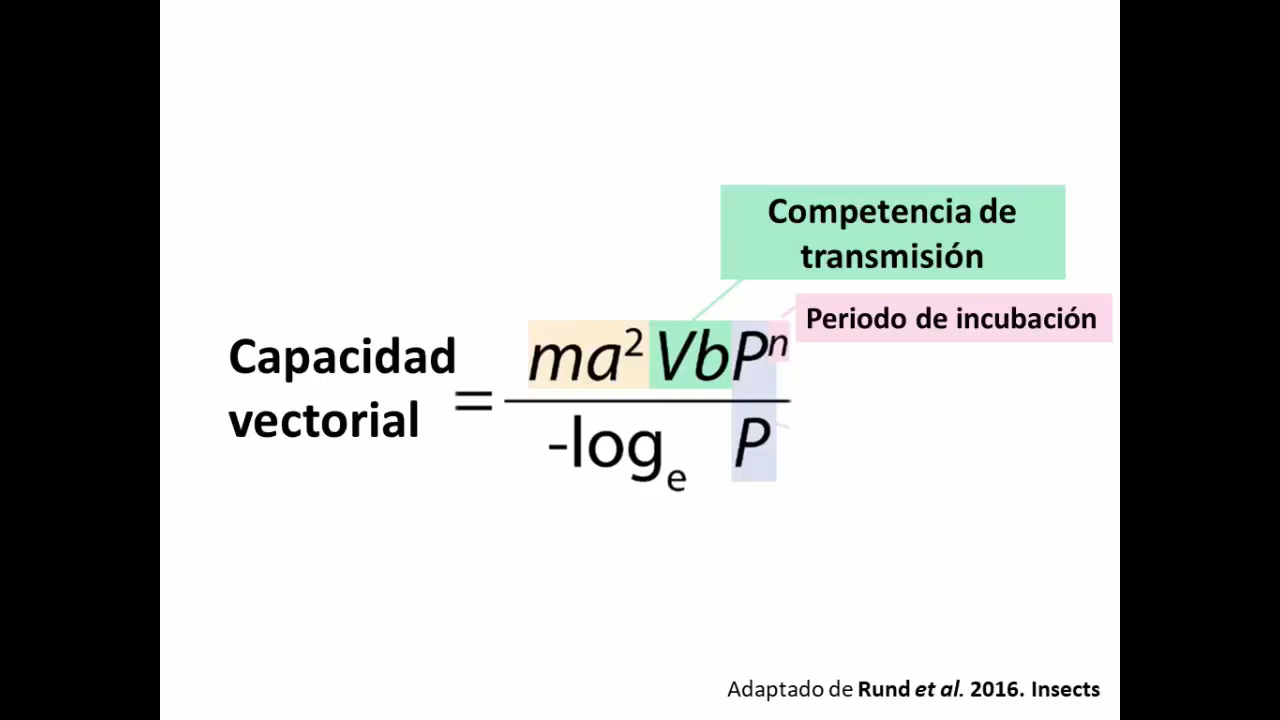 Competencia de
transmisión
Periodo de incubación
Capacidad
vectorial
=
ma² VbPⁿ
-logₑ P
Adaptado de Rund et al. 2016. Insects